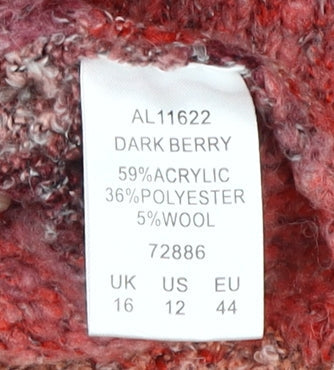 AL11622
DARK BERRY
59%ACRYLIC
36%POLYESTER
5%WOOL
72886
UK US EU
16 12 44